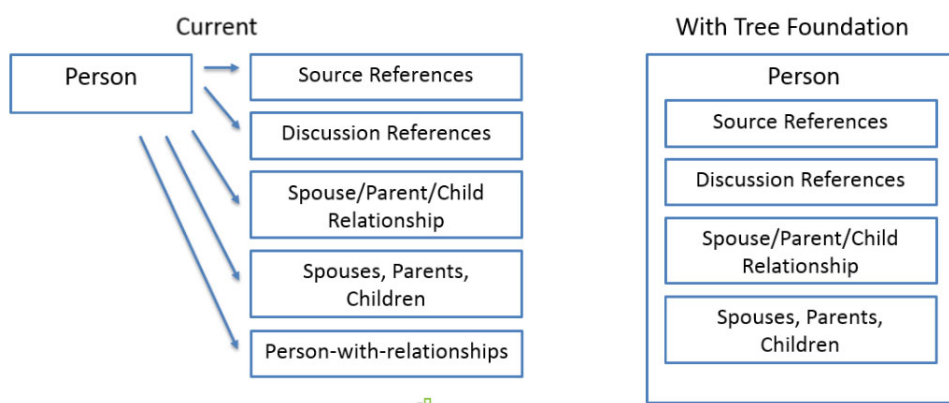 Current
Person
Source References
Discussion References
Spouse/Parent/Child
Relationship
Spouses, Parents,
Children
Person-with-relationships
With Tree Foundation
Person
Source References
Discussion References
Spouse/Parent/Child
Relationship
Spouses, Parents,
Children